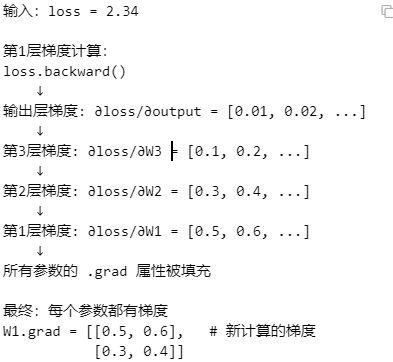 输入：loss = 2.34
第1层梯度计算：
loss.backward()
↓
输出层梯度: ∂loss/∂output = [0.01, 0.02, ...]
↓
第3层梯度: ∂loss/∂W3 = [0.1, 0.2, ...]
↓
第2层梯度: ∂loss/∂W2 = [0.3, 0.4, ...]
↓
第1层梯度: ∂loss/∂W1 = [0.5, 0.6, ...]
↓
所有参数的 .grad 属性被填充
最终：每个参数都有梯度
W1.grad = [[0.5, 0.6],   # 新计算的梯度
[0.3, 0.4]]